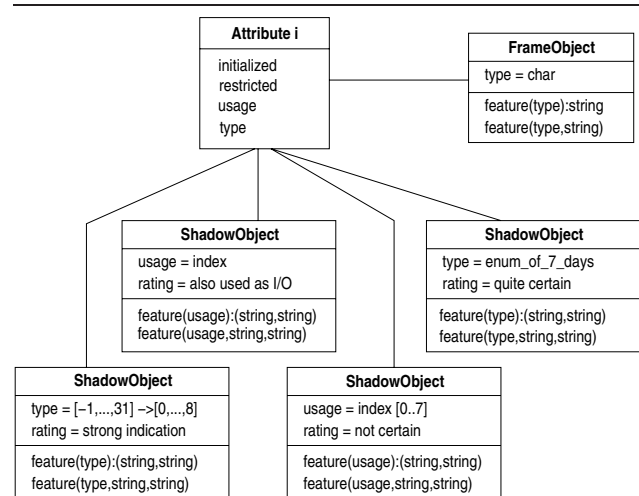 Attribute i
initialized
restricted
usage
type
FrameObject
type = char
feature(type):string
feature(type,string)
ShadowObject
usage = index
rating = also used as I/O
feature(usage):(string,string)
feature(usage,string,string)
ShadowObject
type = enum_of_7_days
rating = quite certain
feature(type):(string,string)
feature(type,string,string)
ShadowObject
type = [−1,...,31] −>[0,...,8]
rating = strong indication
feature(type):(string,string)
feature(type,string,string)
ShadowObject
usage = index [0..7]
rating = not certain
feature(usage):(string,string)
feature(usage,string,string)